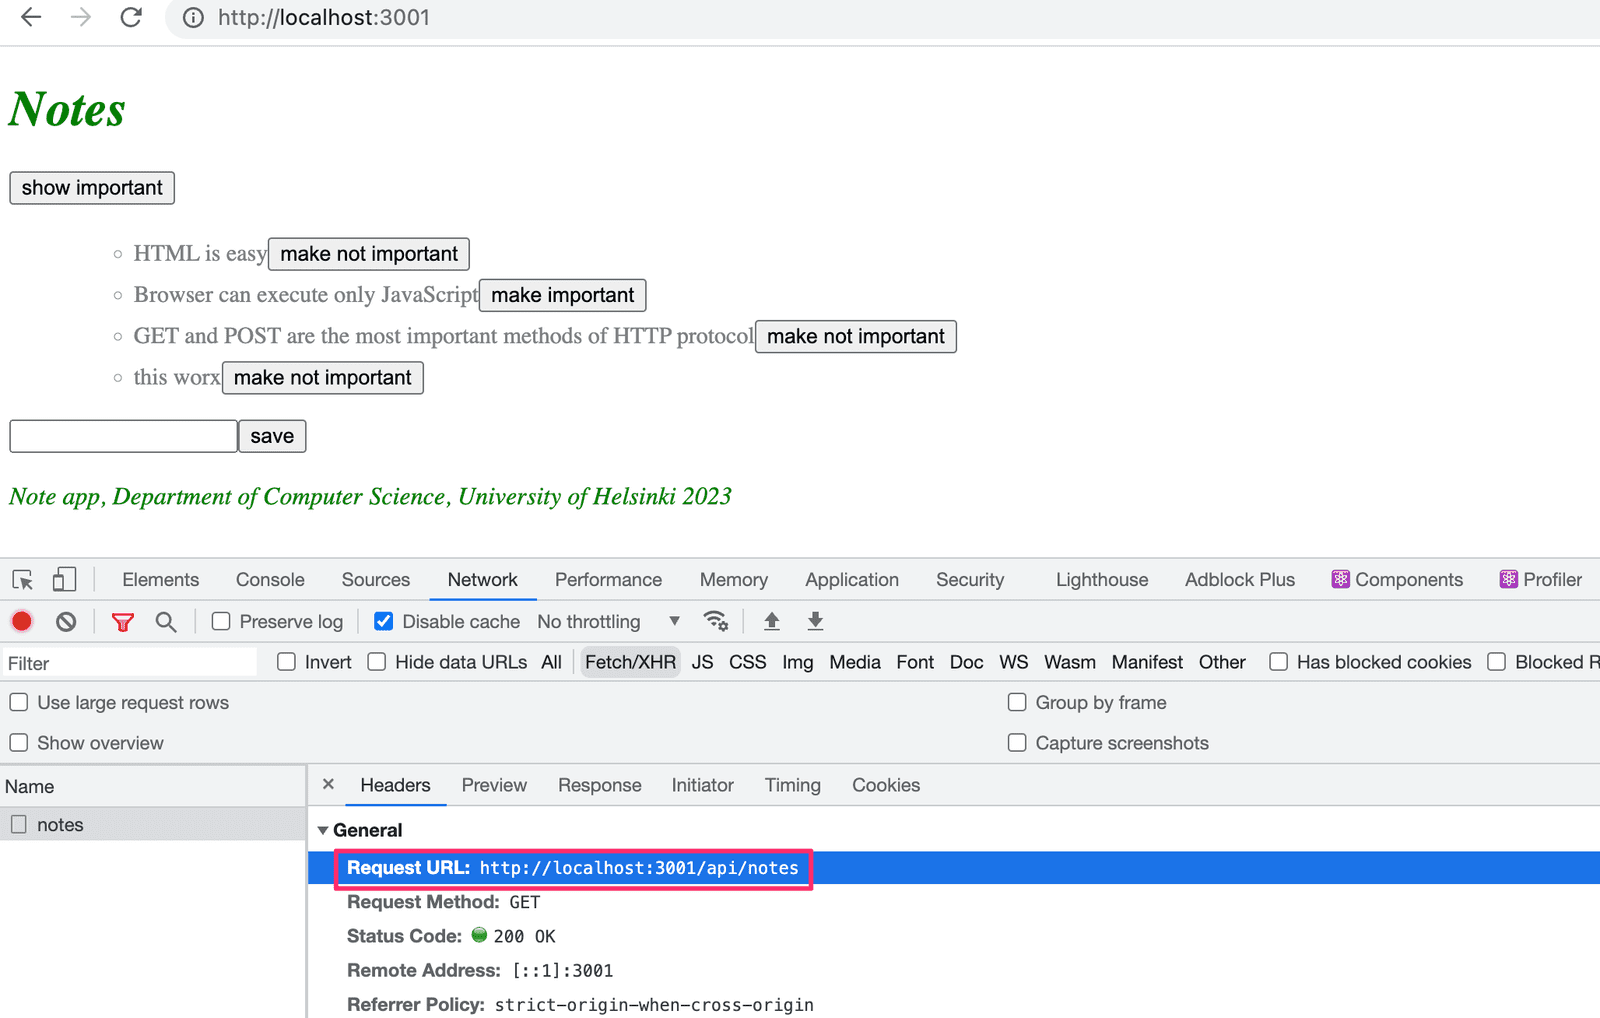 http://localhost:3001
Notes
show important
HTML is easy make not important
Browser can execute only JavaScript make important
GET and POST are the most important methods of HTTP protocol make not important
this worx make not important
save
Note app, Department of Computer Science, University of Helsinki 2023
Elements Console Sources Network Performance Memory Application Security Lighthouse Adblock Plus Components Profiler
Preserve log Disable cache No throttling
Filter Invert Hide data URLs All Fetch/XHR JS CSS Img Media Font Doc WS Wasm Manifest Other Has blocked cookies Blocked R
Use large request rows Group by frame
Show overview Capture screenshots
Name Headers Preview Response Initiator Timing Cookies
notes General
Request URL: http://localhost:3001/api/notes
Request Method: GET
Status Code: 200 OK
Remote Address: [::1]:3001
Referrer Policy: strict-origin-when-cross-origin